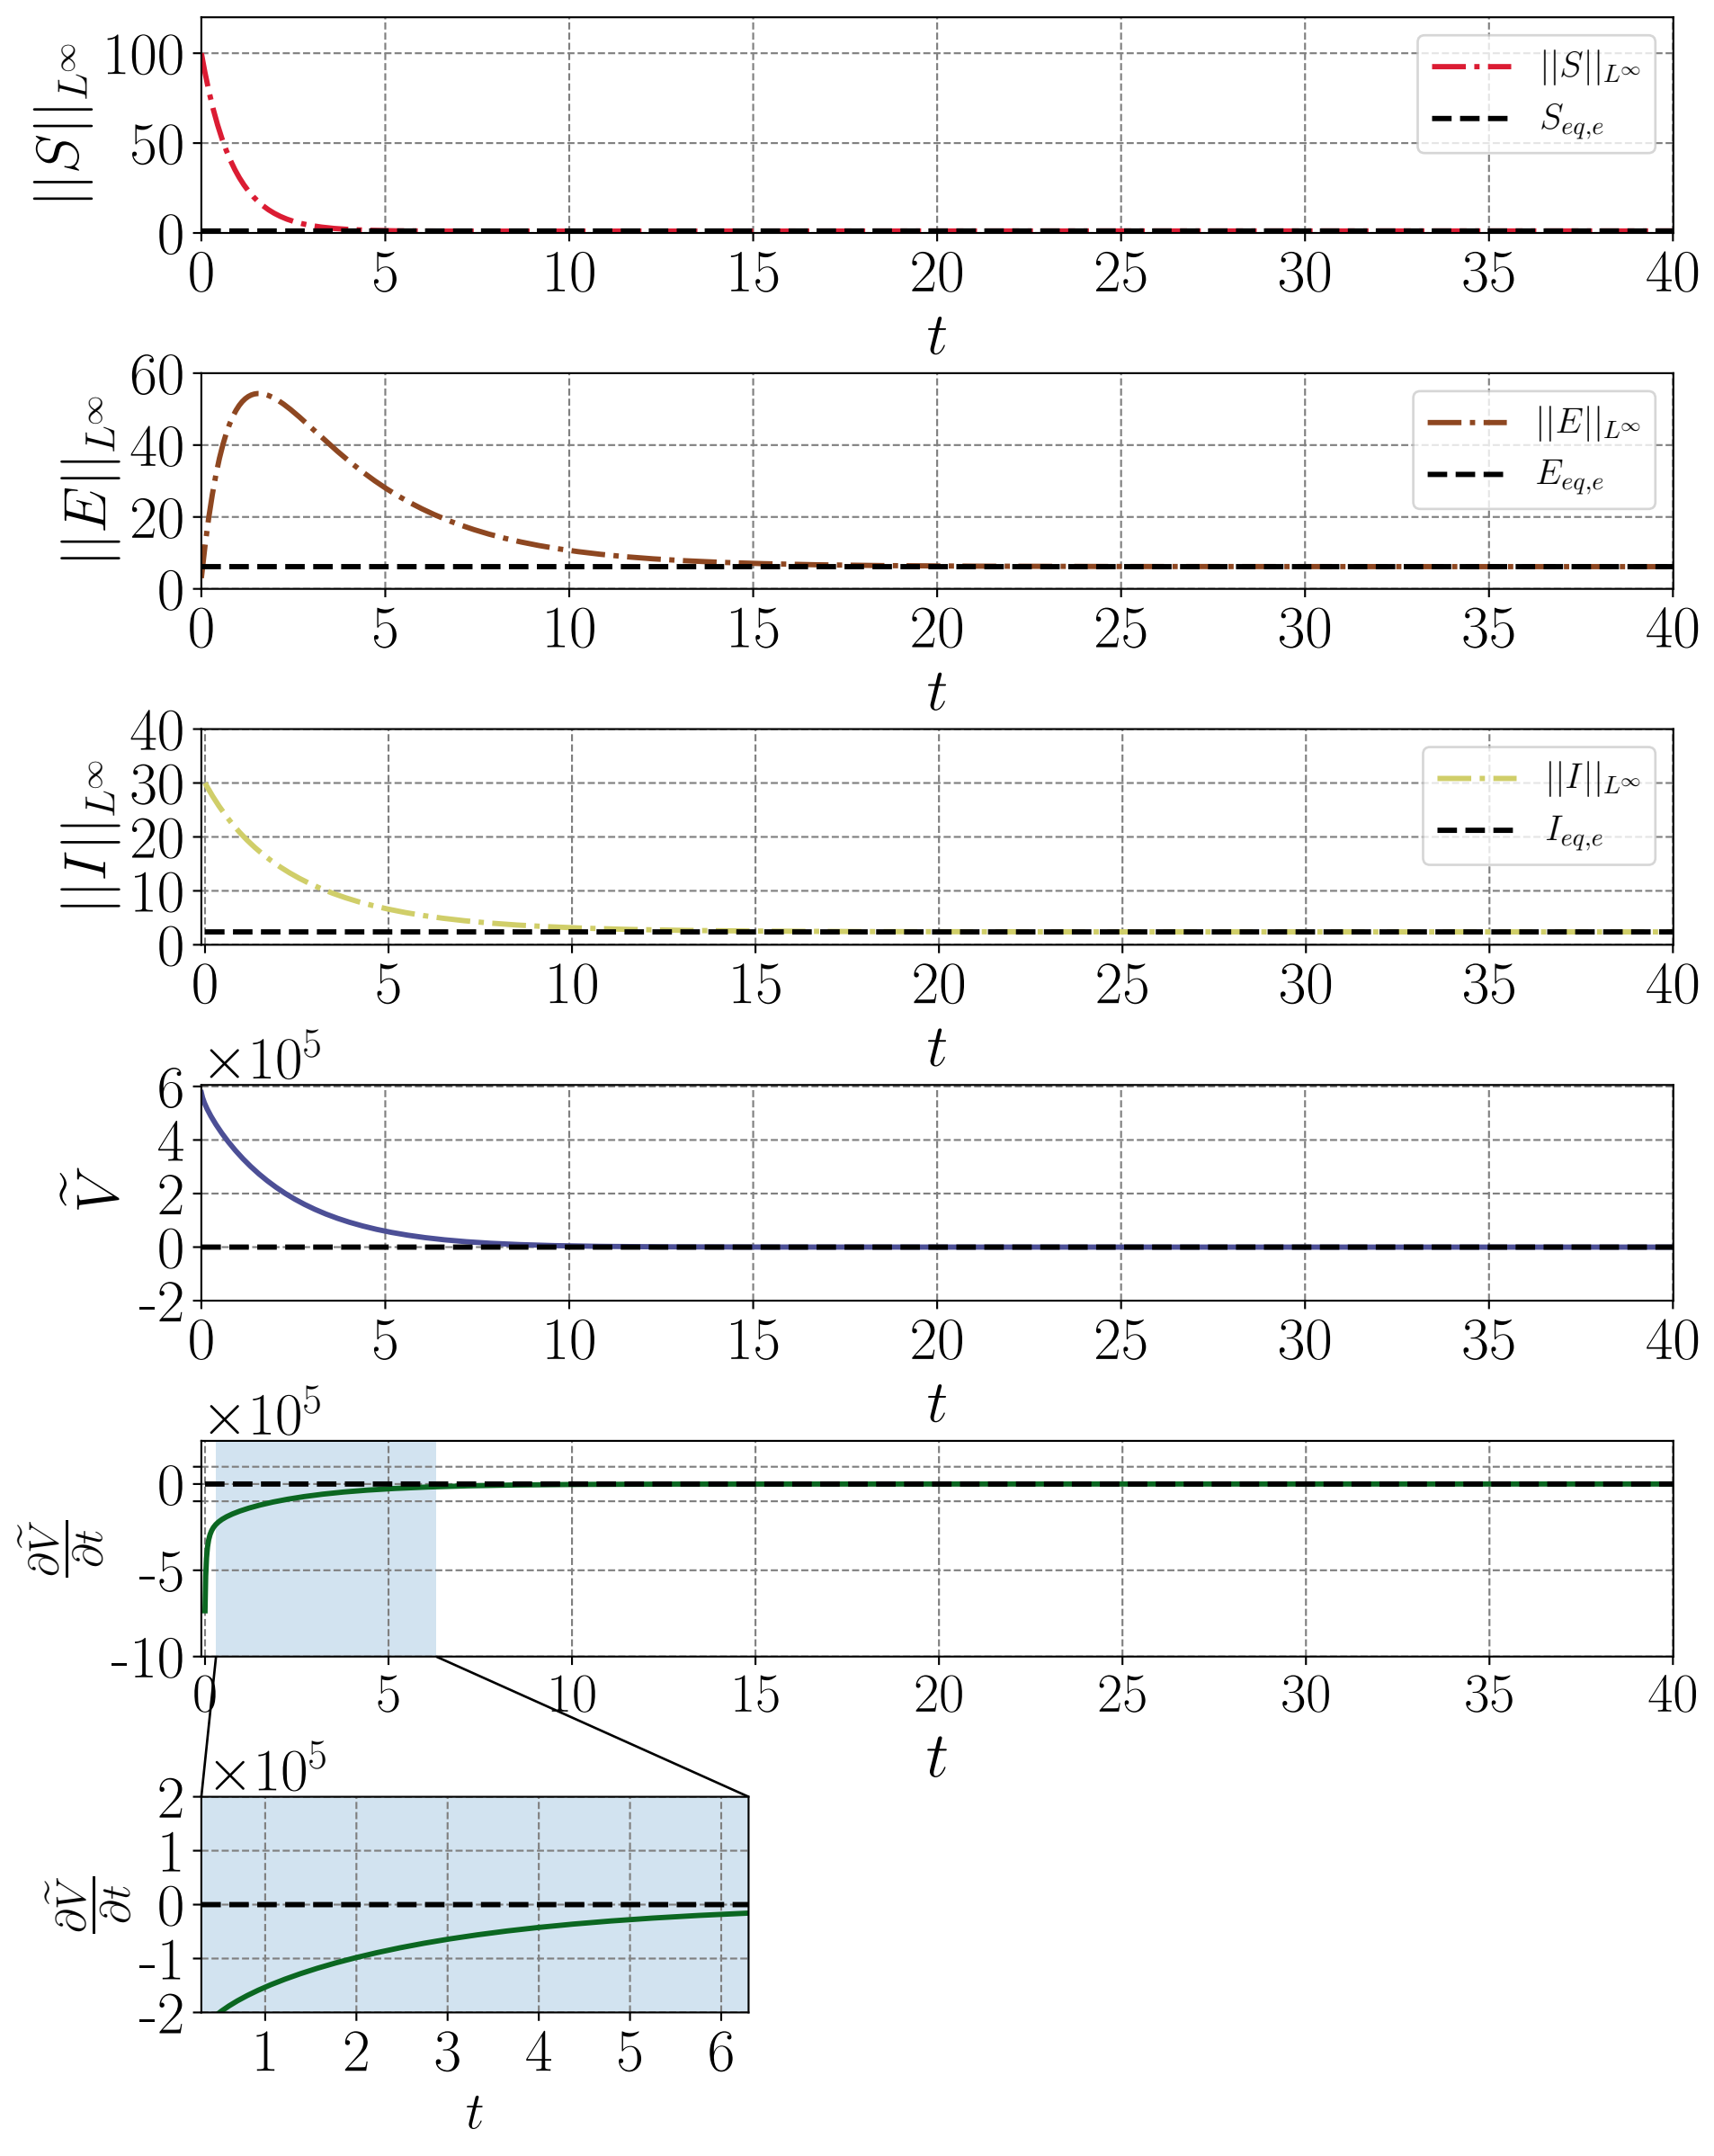 ||S||_{L^∞}
100
50
0
||S||_{L^∞}
S_{eq,e}
0 5 10 15 20 25 30 35 40
t
||E||_{L^∞}
60
40
20
0
||E||_{L^∞}
E_{eq,e}
0 5 10 15 20 25 30 35 40
t
||I||_{L^∞}
40
30
20
10
0
||I||_{L^∞}
I_{eq,e}
0 5 10 15 20 25 30 35 40
t
×10^5
Ṽ
6
4
2
0
-2
0 5 10 15 20 25 30 35 40
t
×10^5
∂Ṽ/∂t
0
-5
-10
0 5 10 15 20 25 30 35 40
t
×10^5
∂Ṽ/∂t
2
1
0
-1
-2
1 2 3 4 5 6
t